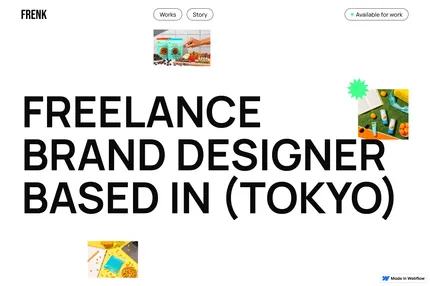 FRENK
Works
Story
Available for work
FREELANCE
BRAND DESIGNER
BASED IN (TOKYO)
Made in Webflow